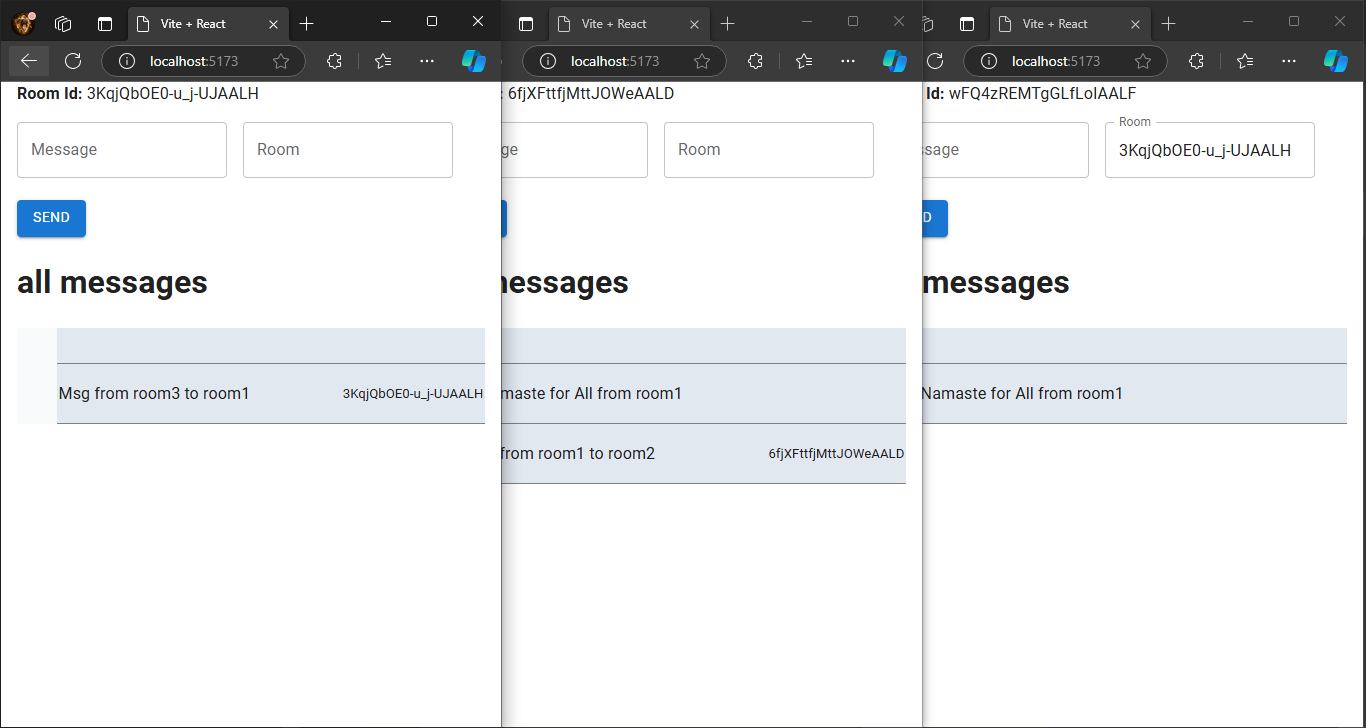 Vite + React
localhost:5173
Room Id: 3KqjQbOE0-u_j-UJAALH
Message
Room
SEND
all messages
Msg from room3 to room1
3KqjQbOE0-u_j-UJAALH
Vite + React
localhost:5173
: 6fjXFttfjMttJOWeAALD
ge
Room
nessages
maste for All from room1
from room1 to room2
6fjXFttfjMttJOWeAALD
Vite + React
localhost:5173
Id: wFQ4zREMTgGLfLoIAALF
ssage
Room
3KqjQbOE0-u_j-UJAALH
D
messages
Namaste for All from room1